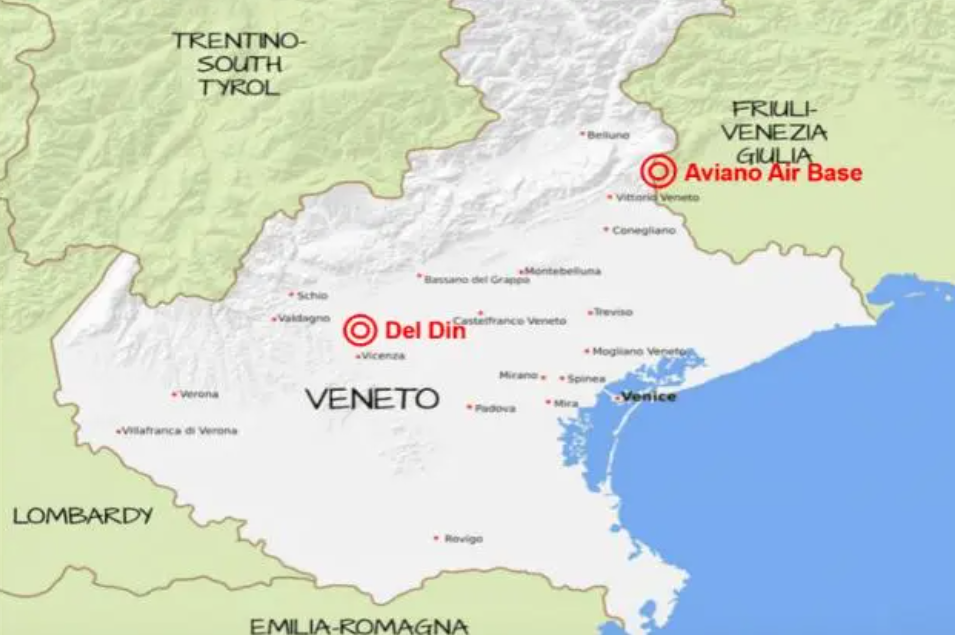 TRENTINO-
SOUTH
TYROL
FRIULI-
VENEZIA
GIULIA
Belluno
Aviano Air Base
Vittorio Veneto
Conegliano
Montebelluna
Bassano del Grappa
Schio
Valdagno
Castelfranco Veneto
Treviso
Del Din
Vicenza
Mogliano Veneto
Mirano
Spinea
Verona
VENETO
Padova
Mira
Venice
Villafranca di Verona
LOMBARDY
Rovigo
EMILIA-ROMAGNA